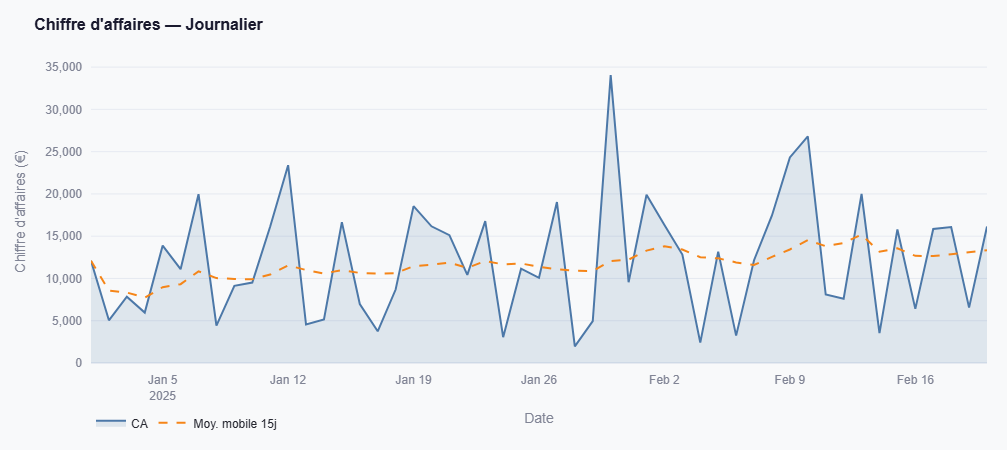 Chiffre d'affaires — Journalier
35,000
30,000
25,000
20,000
15,000
10,000
5,000
0
Chiffre d'affaires (€)
Jan 5
2025
Jan 12
Jan 19
Jan 26
Feb 2
Feb 9
Feb 16
Date
CA
Moy. mobile 15j